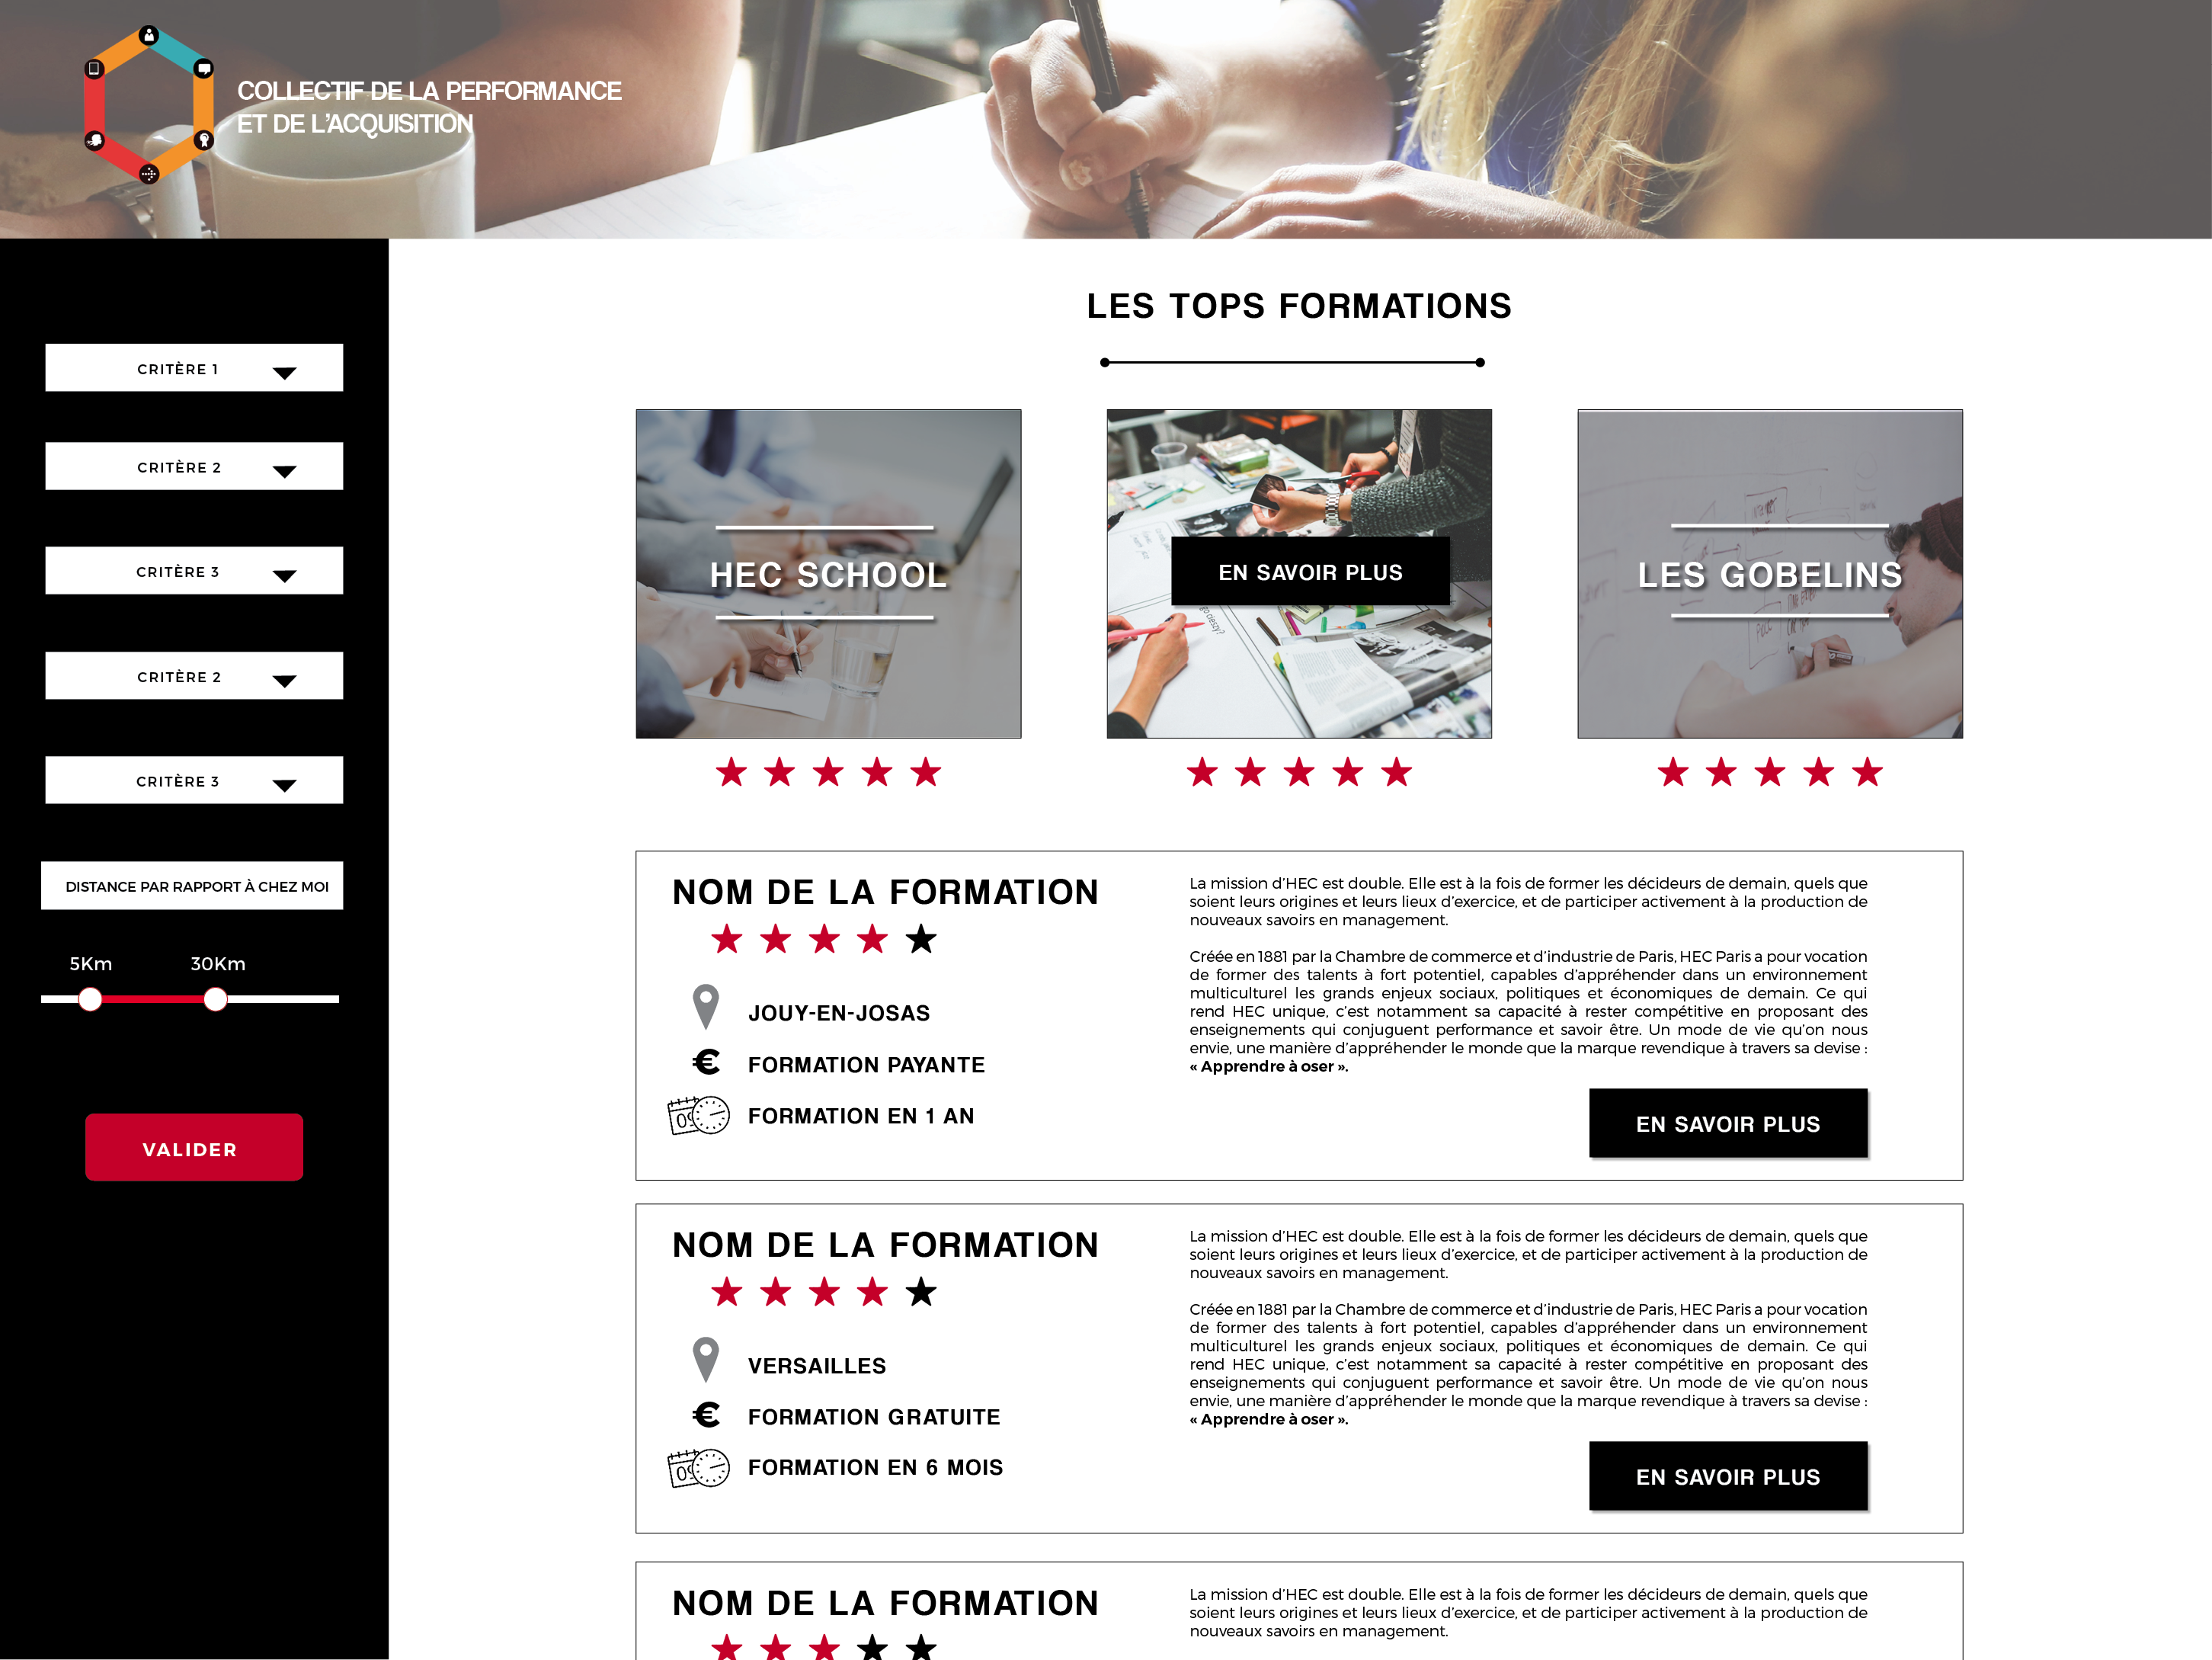 COLLECTIF DE LA PERFORMANCE
ET DE L’ACQUISITION
CRITÈRE 1
CRITÈRE 2
CRITÈRE 3
CRITÈRE 2
CRITÈRE 3
DISTANCE PAR RAPPORT À CHEZ MOI
5Km 30Km
VALIDER
LES TOPS FORMATIONS
HEC SCHOOL
EN SAVOIR PLUS
LES GOBELINS
NOM DE LA FORMATION
JOUY-EN-JOSAS
€ FORMATION PAYANTE
FORMATION EN 1 AN
La mission d’HEC est double. Elle est à la fois de former les décideurs de demain, quels que
soient leurs origines et leurs lieux d’exercice, et de participer activement à la production de
nouveaux savoirs en management.
Créée en 1881 par la Chambre de commerce et d’industrie de Paris, HEC Paris a pour vocation
de former des talents à fort potentiel, capables d’appréhender dans un environnement
multiculturel les grands enjeux sociaux, politiques et économiques de demain. Ce qui
rend HEC unique, c’est notamment sa capacité à rester compétitive en proposant des
enseignements qui conjuguent performance et savoir être. Un mode de vie qu’on nous
envie, une manière d’appréhender le monde que la marque revendique à travers sa devise :
« Apprendre à oser ».
EN SAVOIR PLUS
NOM DE LA FORMATION
VERSAILLES
€ FORMATION GRATUITE
FORMATION EN 6 MOIS
La mission d’HEC est double. Elle est à la fois de former les décideurs de demain, quels que
soient leurs origines et leurs lieux d’exercice, et de participer activement à la production de
nouveaux savoirs en management.
Créée en 1881 par la Chambre de commerce et d’industrie de Paris, HEC Paris a pour vocation
de former des talents à fort potentiel, capables d’appréhender dans un environnement
multiculturel les grands enjeux sociaux, politiques et économiques de demain. Ce qui
rend HEC unique, c’est notamment sa capacité à rester compétitive en proposant des
enseignements qui conjuguent performance et savoir être. Un mode de vie qu’on nous
envie, une manière d’appréhender le monde que la marque revendique à travers sa devise :
« Apprendre à oser ».
EN SAVOIR PLUS
NOM DE LA FORMATION
La mission d’HEC est double. Elle est à la fois de former les décideurs de demain, quels que
soient leurs origines et leurs lieux d’exercice, et de participer activement à la production de
nouveaux savoirs en management.